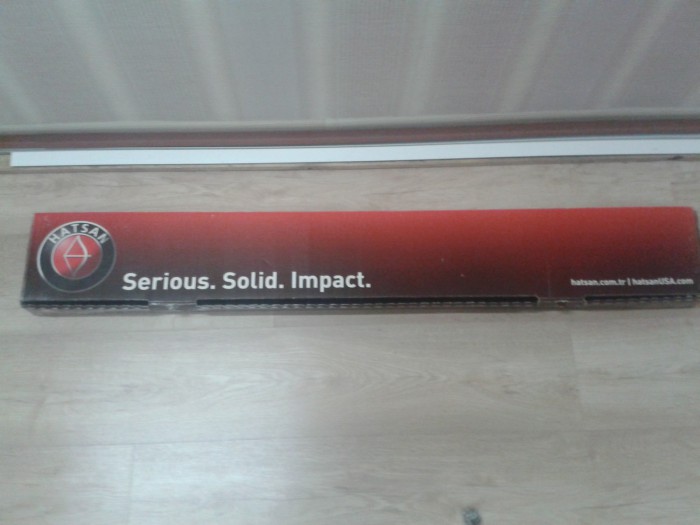 HATSAN
Serious. Solid. Impact.
hatsan.com.tr | hatsanUSA.com